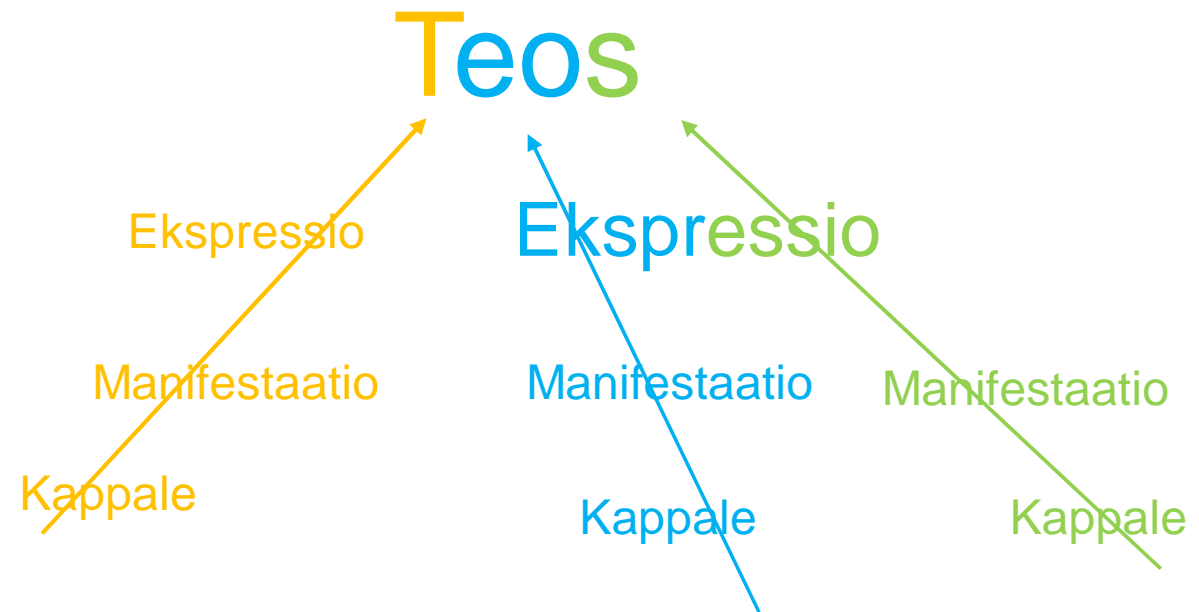 Teos
Ekspressio
Ekspressio
Manifestaatio
Manifestaatio
Manifestaatio
Kappale
Kappale
Kappale